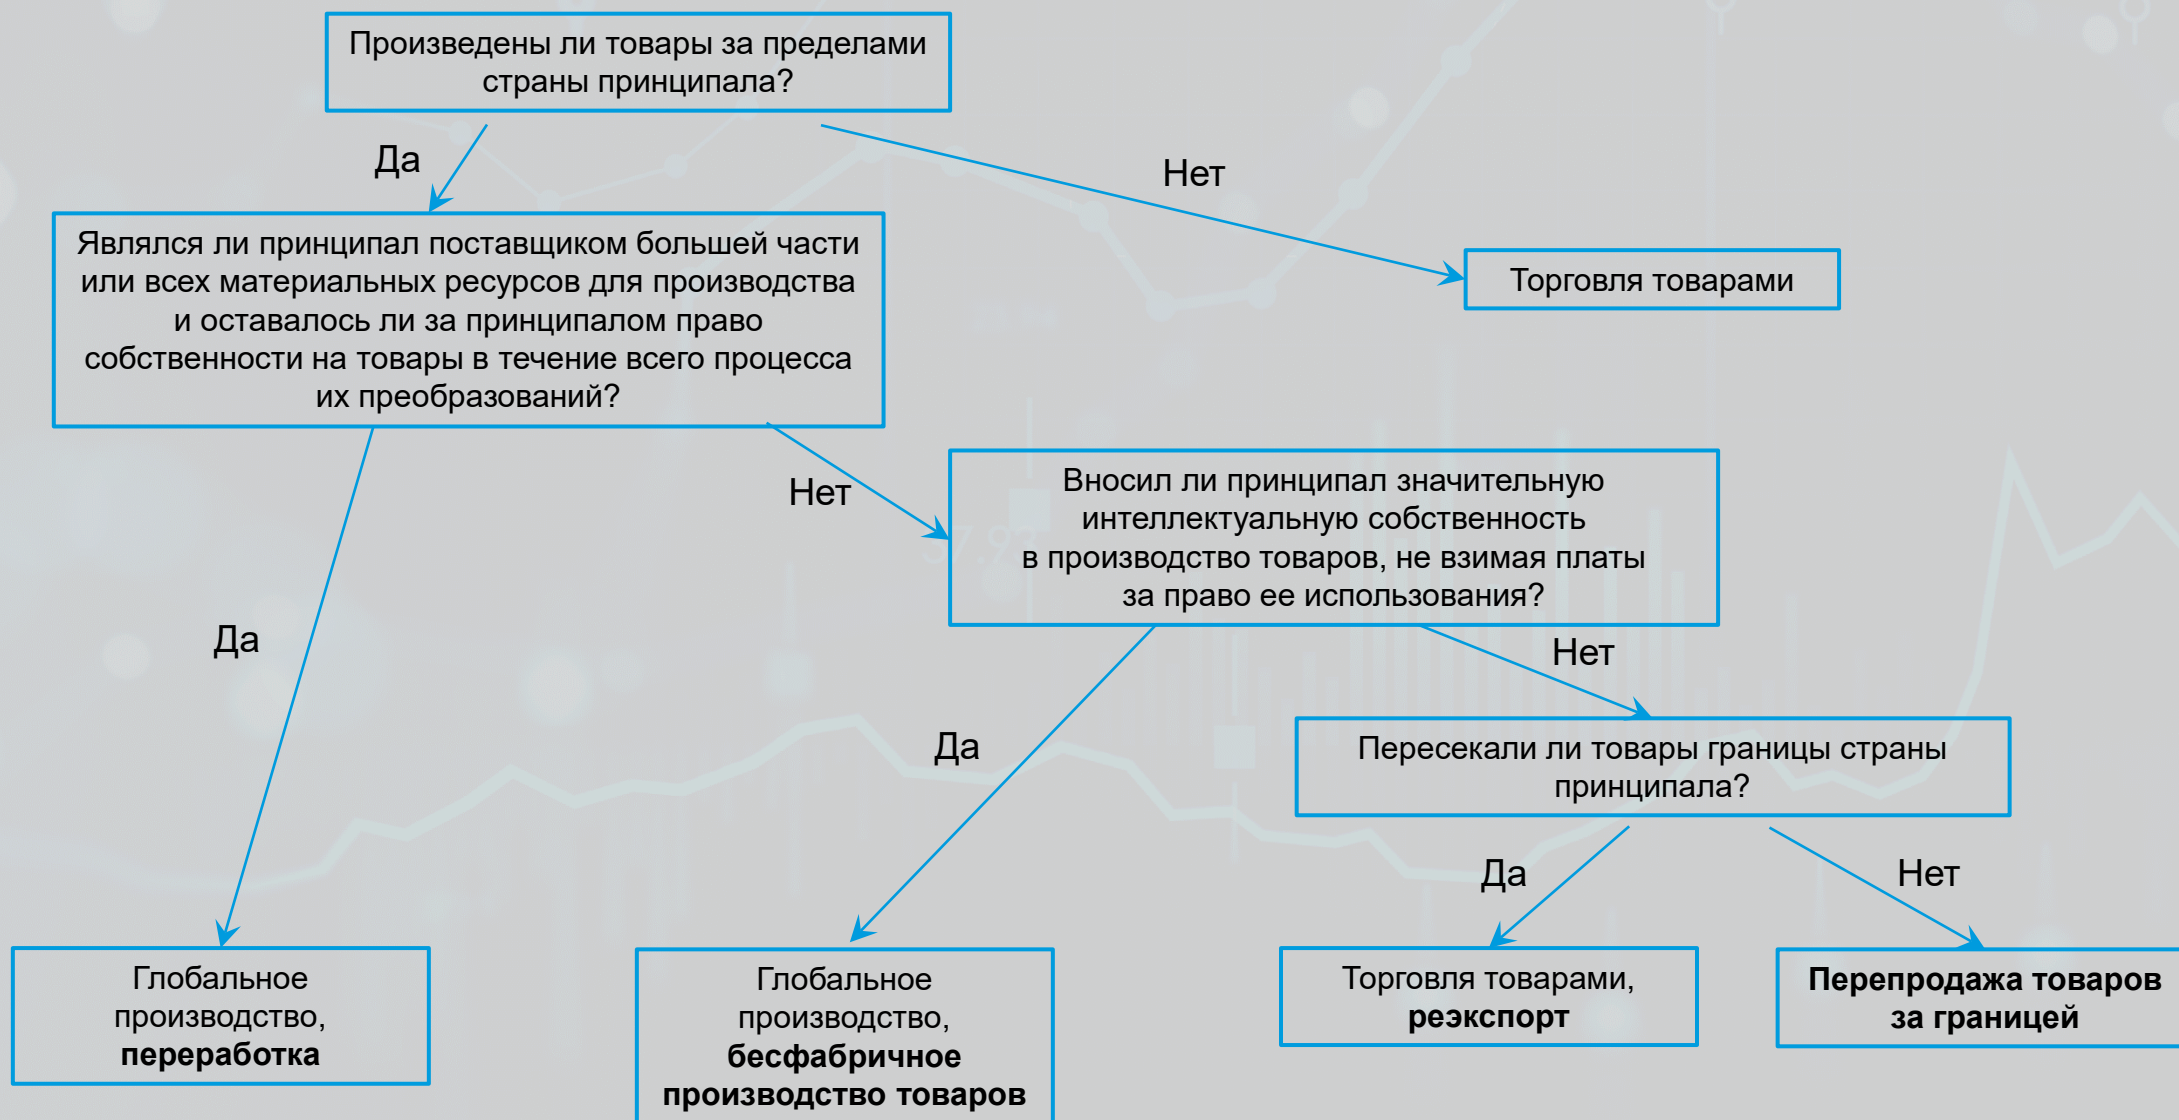 Произведены ли товары за пределами
страны принципала?
Да
Нет
Являлся ли принципал поставщиком большей части
или всех материальных ресурсов для производства
и оставалось ли за принципалом право
собственности на товары в течение всего процесса
их преобразований?
Торговля товарами
Нет
Вносил ли принципал значительную
интеллектуальную собственность
в производство товаров, не взимая платы
за право ее использования?
57.93
Да
Нет
Да
Пересекали ли товары границы страны
принципала?
Да
Нет
Глобальное
производство,
переработка
Глобальное
производство,
бесфабричное
производство товаров
Торговля товарами,
реэкспорт
Перепродажа товаров
за границей